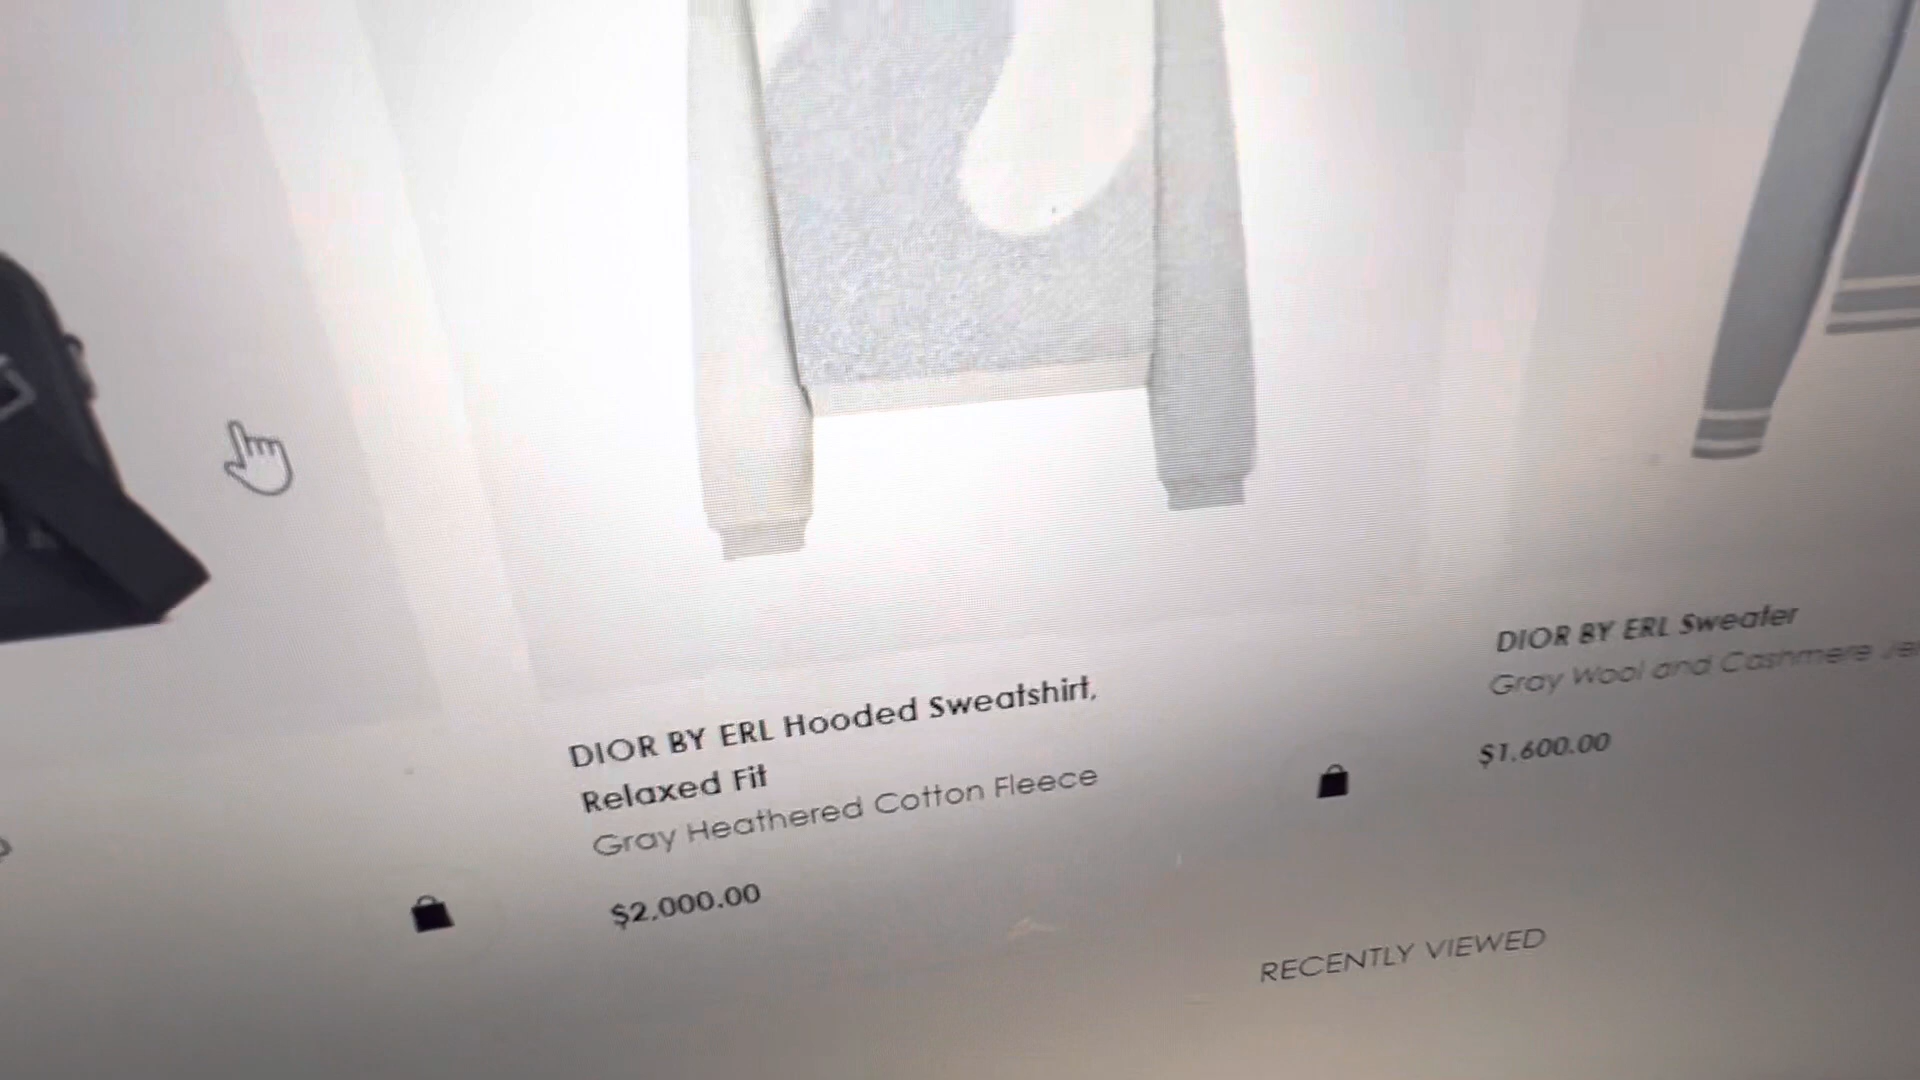 DIOR BY ERL Hooded Sweatshirt,
Relaxed Fit
Gray Heathered Cotton Fleece
$2,000.00
DIOR BY ERL Sweater
Gray Wool and Cashmere
$1,600.00
RECENTLY VIEWED